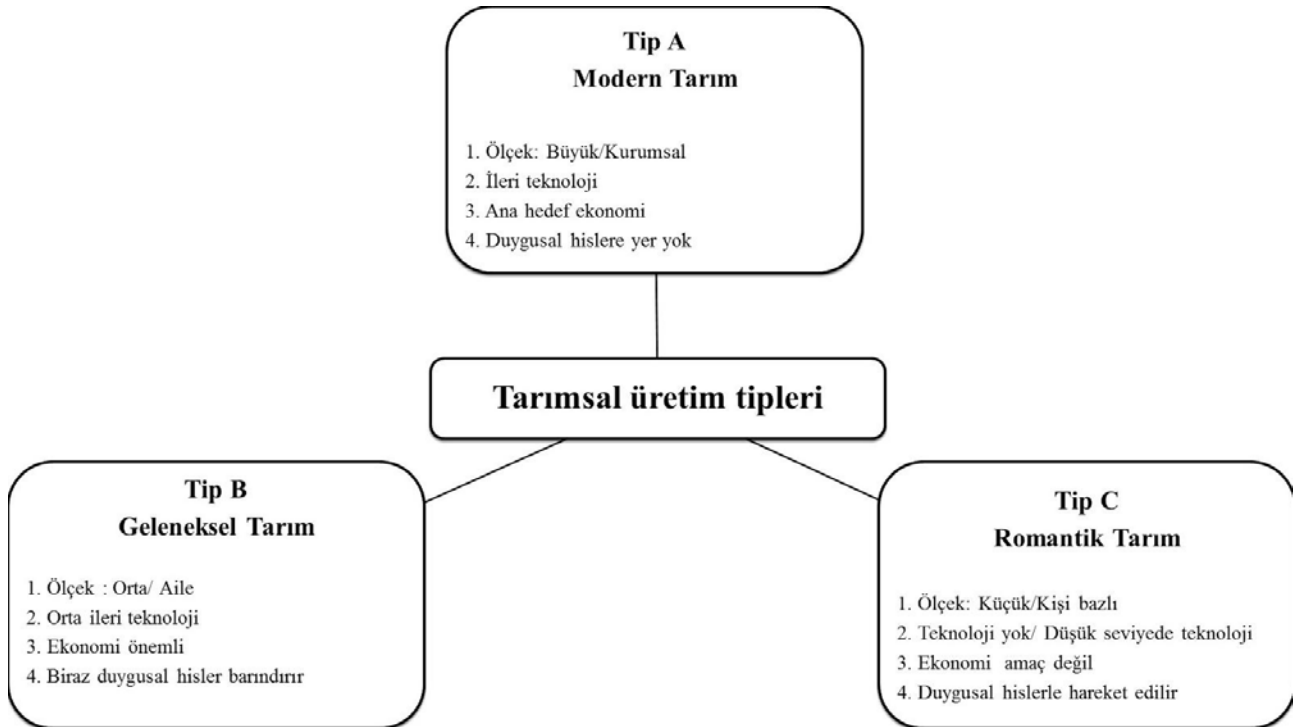 Tip A
Modern Tarım
1. Ölçek: Büyük/Kurumsal
2. İleri teknoloji
3. Ana hedef ekonomi
4. Duygusal hislere yer yok
Tarımsal üretim tipleri
Tip B
Geleneksel Tarım
1. Ölçek : Orta/ Aile
2. Orta ileri teknoloji
3. Ekonomi önemli
4. Biraz duygusal hisler barındırır
Tip C
Romantik Tarım
1. Ölçek: Küçük/Kişi bazlı
2. Teknoloji yok/ Düşük seviyede teknoloji
3. Ekonomi amaç değil
4. Duygusal hislerle hareket edilir